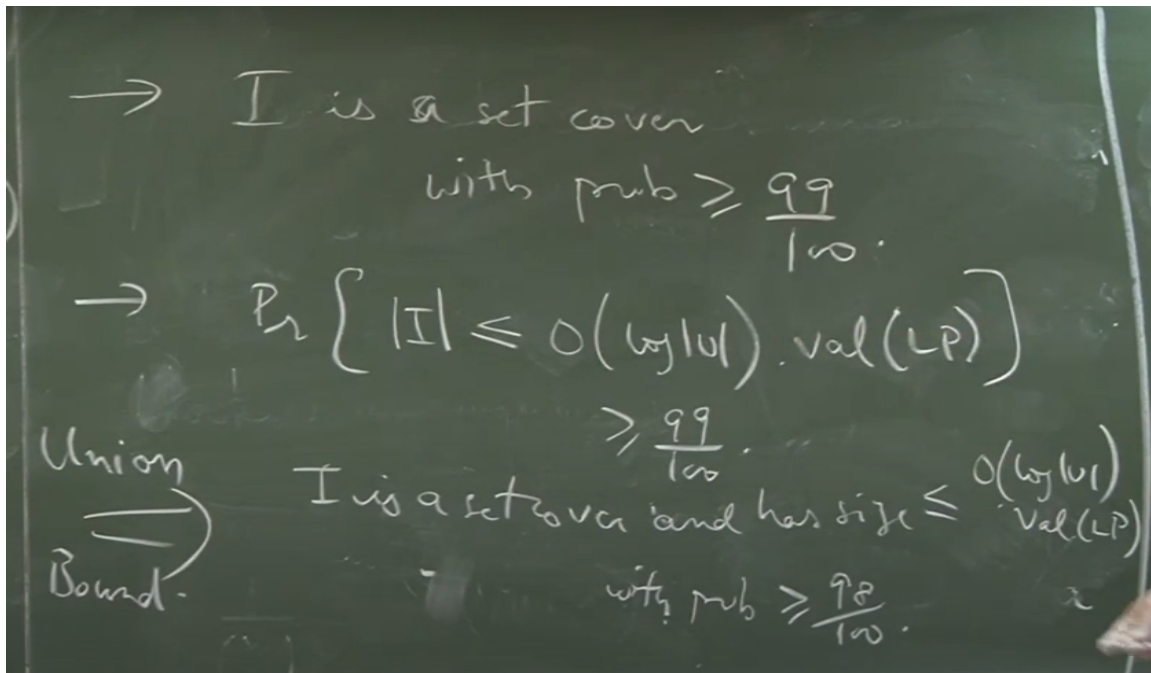 → I is a set cover
with prob ≥ 99/100.
→ Pr { |I| ≤ O(log|U|) . val(LP) ]
≥ 99/100.
Union
Bound. ⇒ I is a set cover and has size ≤ O(log|U|) val(LP)
with prob ≥ 98/100.